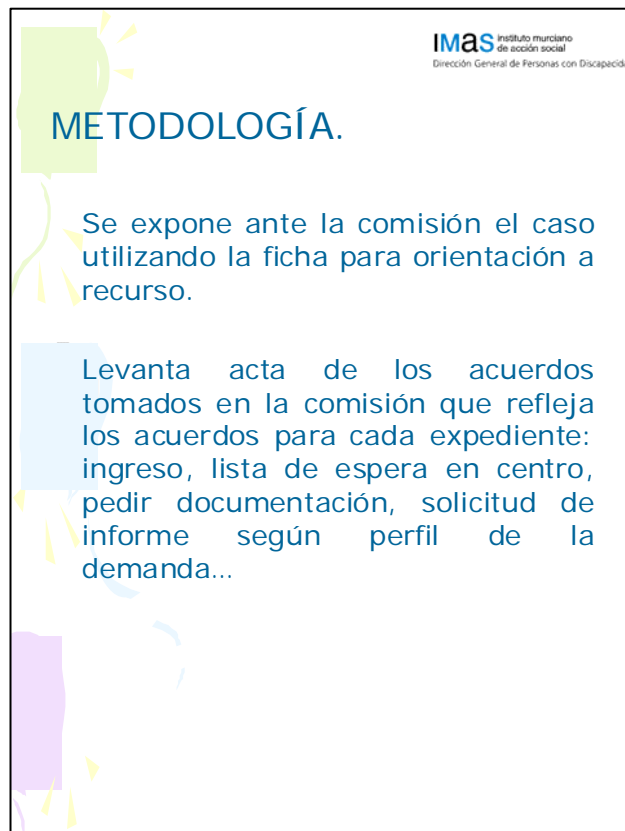 IMAS instituto murciano
de acción social
Dirección General de Personas con Discapacid
METODOLOGÍA.
Se expone ante la comisión el caso
utilizando la ficha para orientación a
recurso.
Levanta acta de los acuerdos
tomados en la comisión que refleja
los acuerdos para cada expediente:
ingreso, lista de espera en centro,
pedir documentación, solicitud de
informe según perfil de la
demanda...